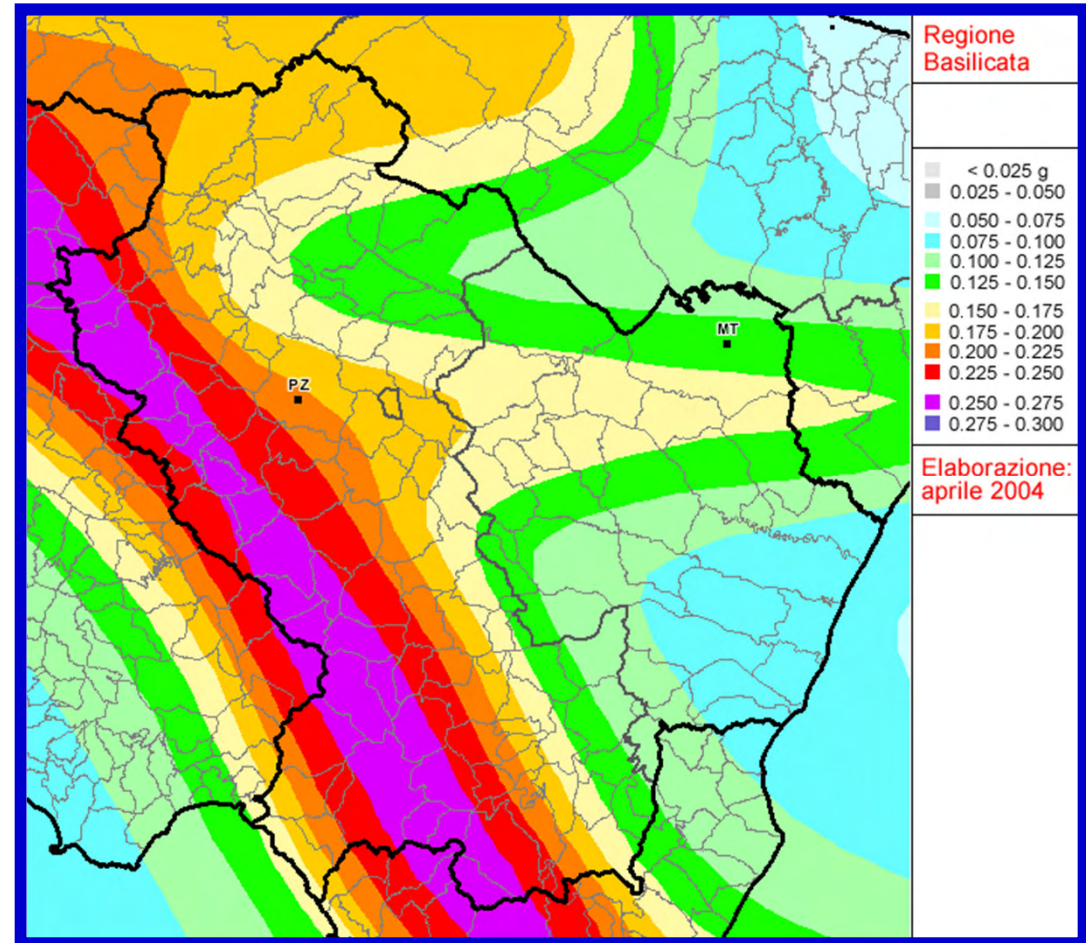 Regione
Basilicata
< 0.025 g
0.025 - 0.050
0.050 - 0.075
0.075 - 0.100
0.100 - 0.125
0.125 - 0.150
0.150 - 0.175
0.175 - 0.200
0.200 - 0.225
0.225 - 0.250
0.250 - 0.275
0.275 - 0.300
Elaborazione:
aprile 2004
MT
PZ